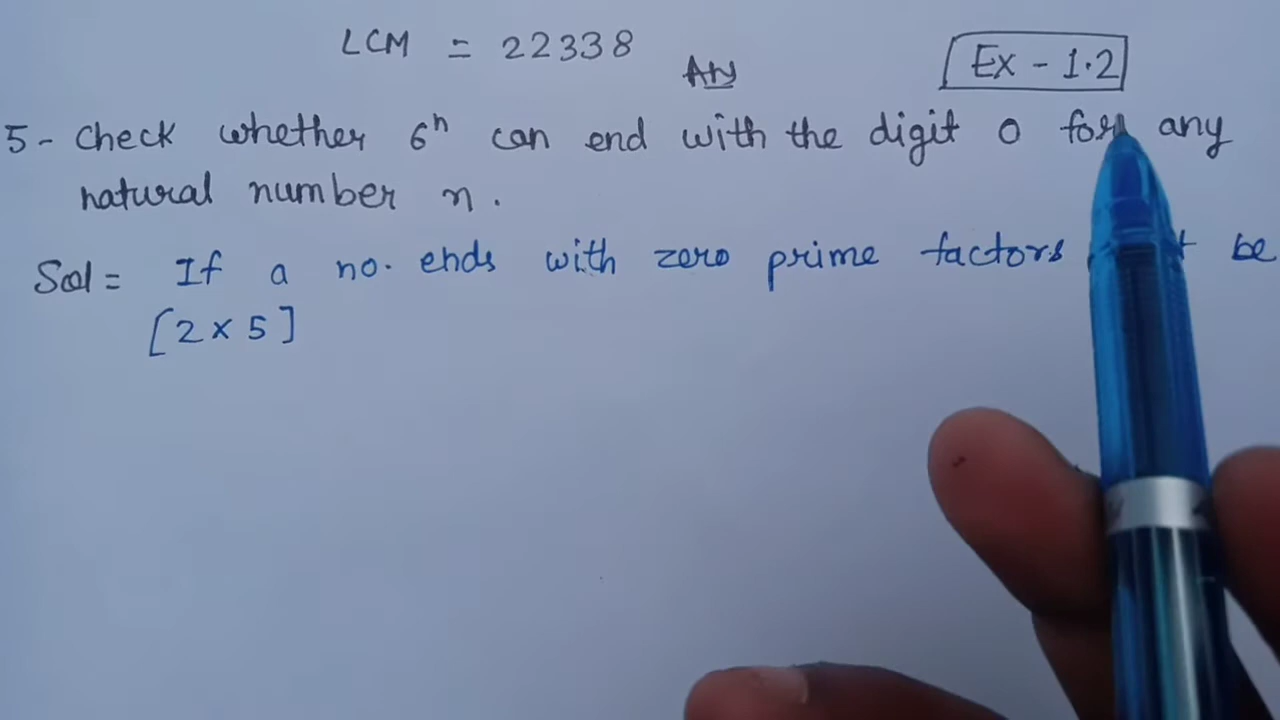 LCM = 22338
Ans
Ex - 1.2
5- Check whether 6ⁿ can end with the digit 0 for any
natural number n.
Sol = If a no. ends with zero prime factors be
[2 × 5]